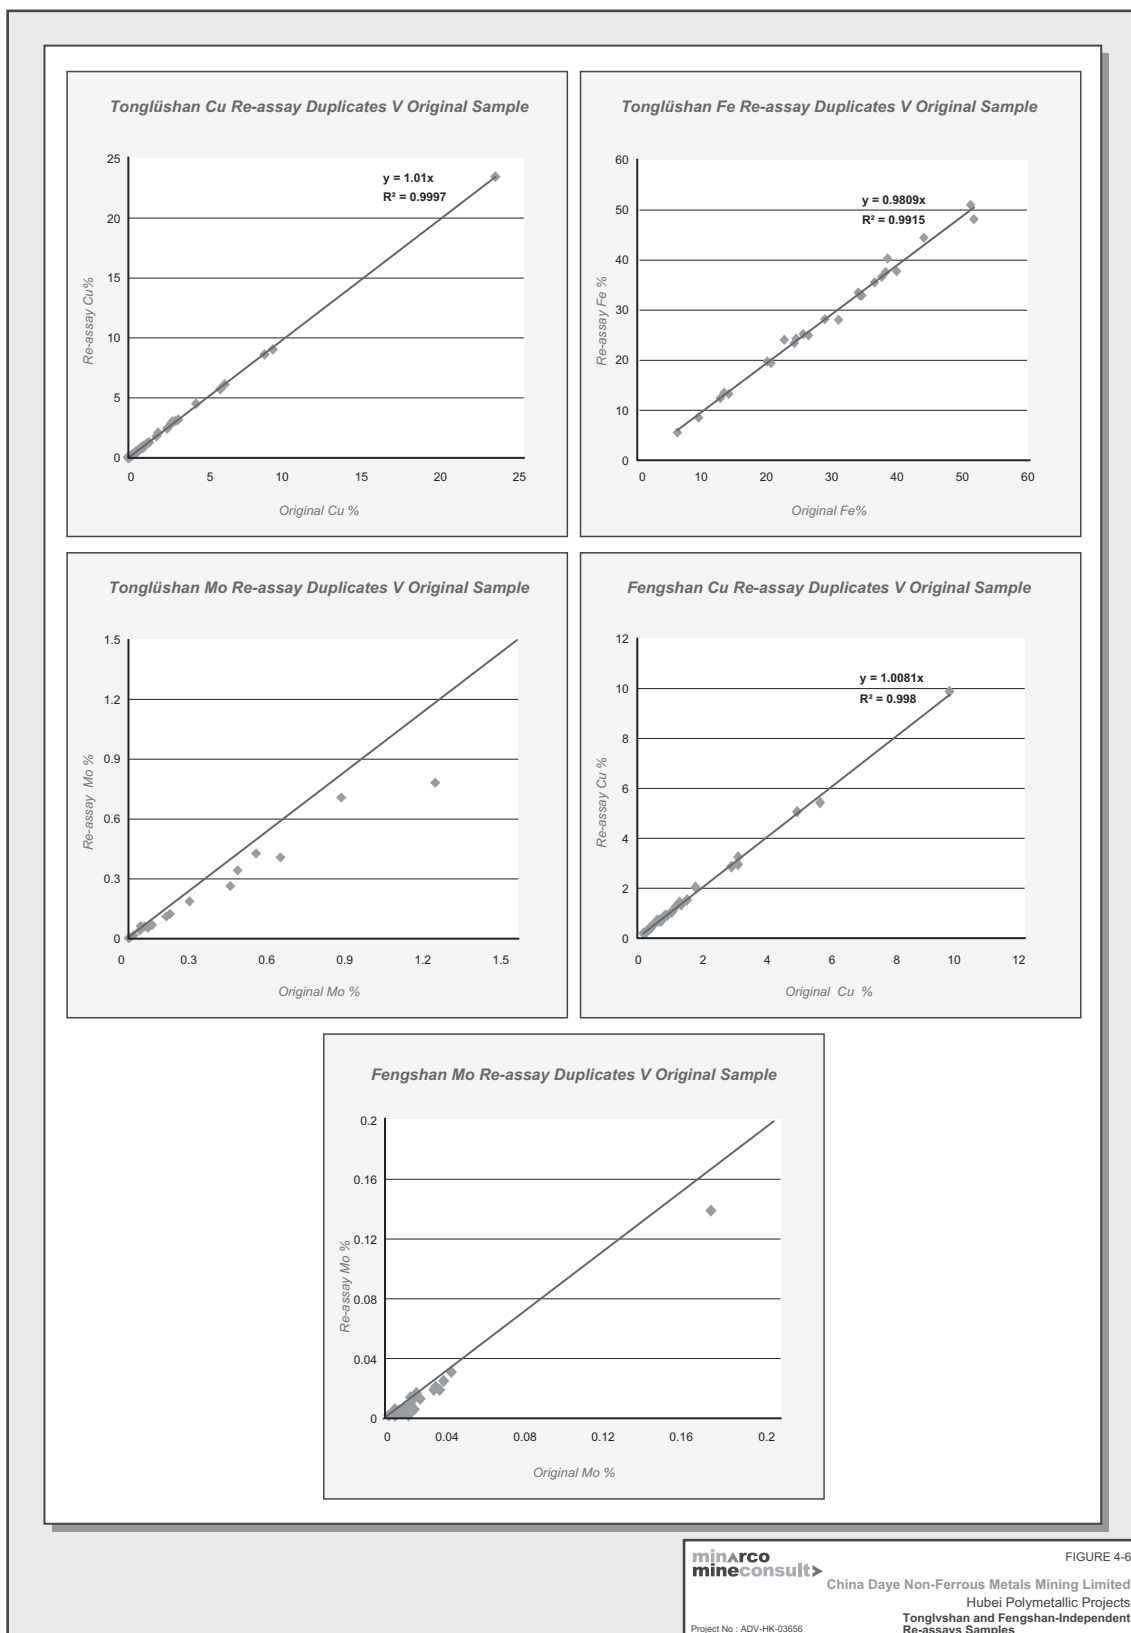 Tonglüshan Cu Re-assay Duplicates V Original Sample
25
20
15
10
5
0
y = 1.01x
R² = 0.9997
Re-assay Cu%
0 5 10 15 20 25
Original Cu %
Tonglüshan Fe Re-assay Duplicates V Original Sample
60
50
40
30
20
10
0
y = 0.9809x
R² = 0.9915
Re-assay Fe %
0 10 20 30 40 50 60
Original Fe%
Tonglüshan Mo Re-assay Duplicates V Original Sample
1.5
1.2
0.9
0.6
0.3
0
Re-assay Mo %
0 0.3 0.6 0.9 1.2 1.5
Original Mo %
Fengshan Cu Re-assay Duplicates V Original Sample
12
10
8
6
4
2
0
y = 1.0081x
R² = 0.998
Re-assay Cu %
0 2 4 6 8 10 12
Original Cu %
Fengshan Mo Re-assay Duplicates V Original Sample
0.2
0.16
0.12
0.08
0.04
0
Re-assay Mo %
0 0.04 0.08 0.12 0.16 0.2
Original Mo %
minarco
mineconsult
FIGURE 4-6
China Daye Non-Ferrous Metals Mining Limited
Hubei Polymetallic Projects
Tonglvshan and Fengshan-Independent
Re-assays Samples
Project No : ADV-HK-03656